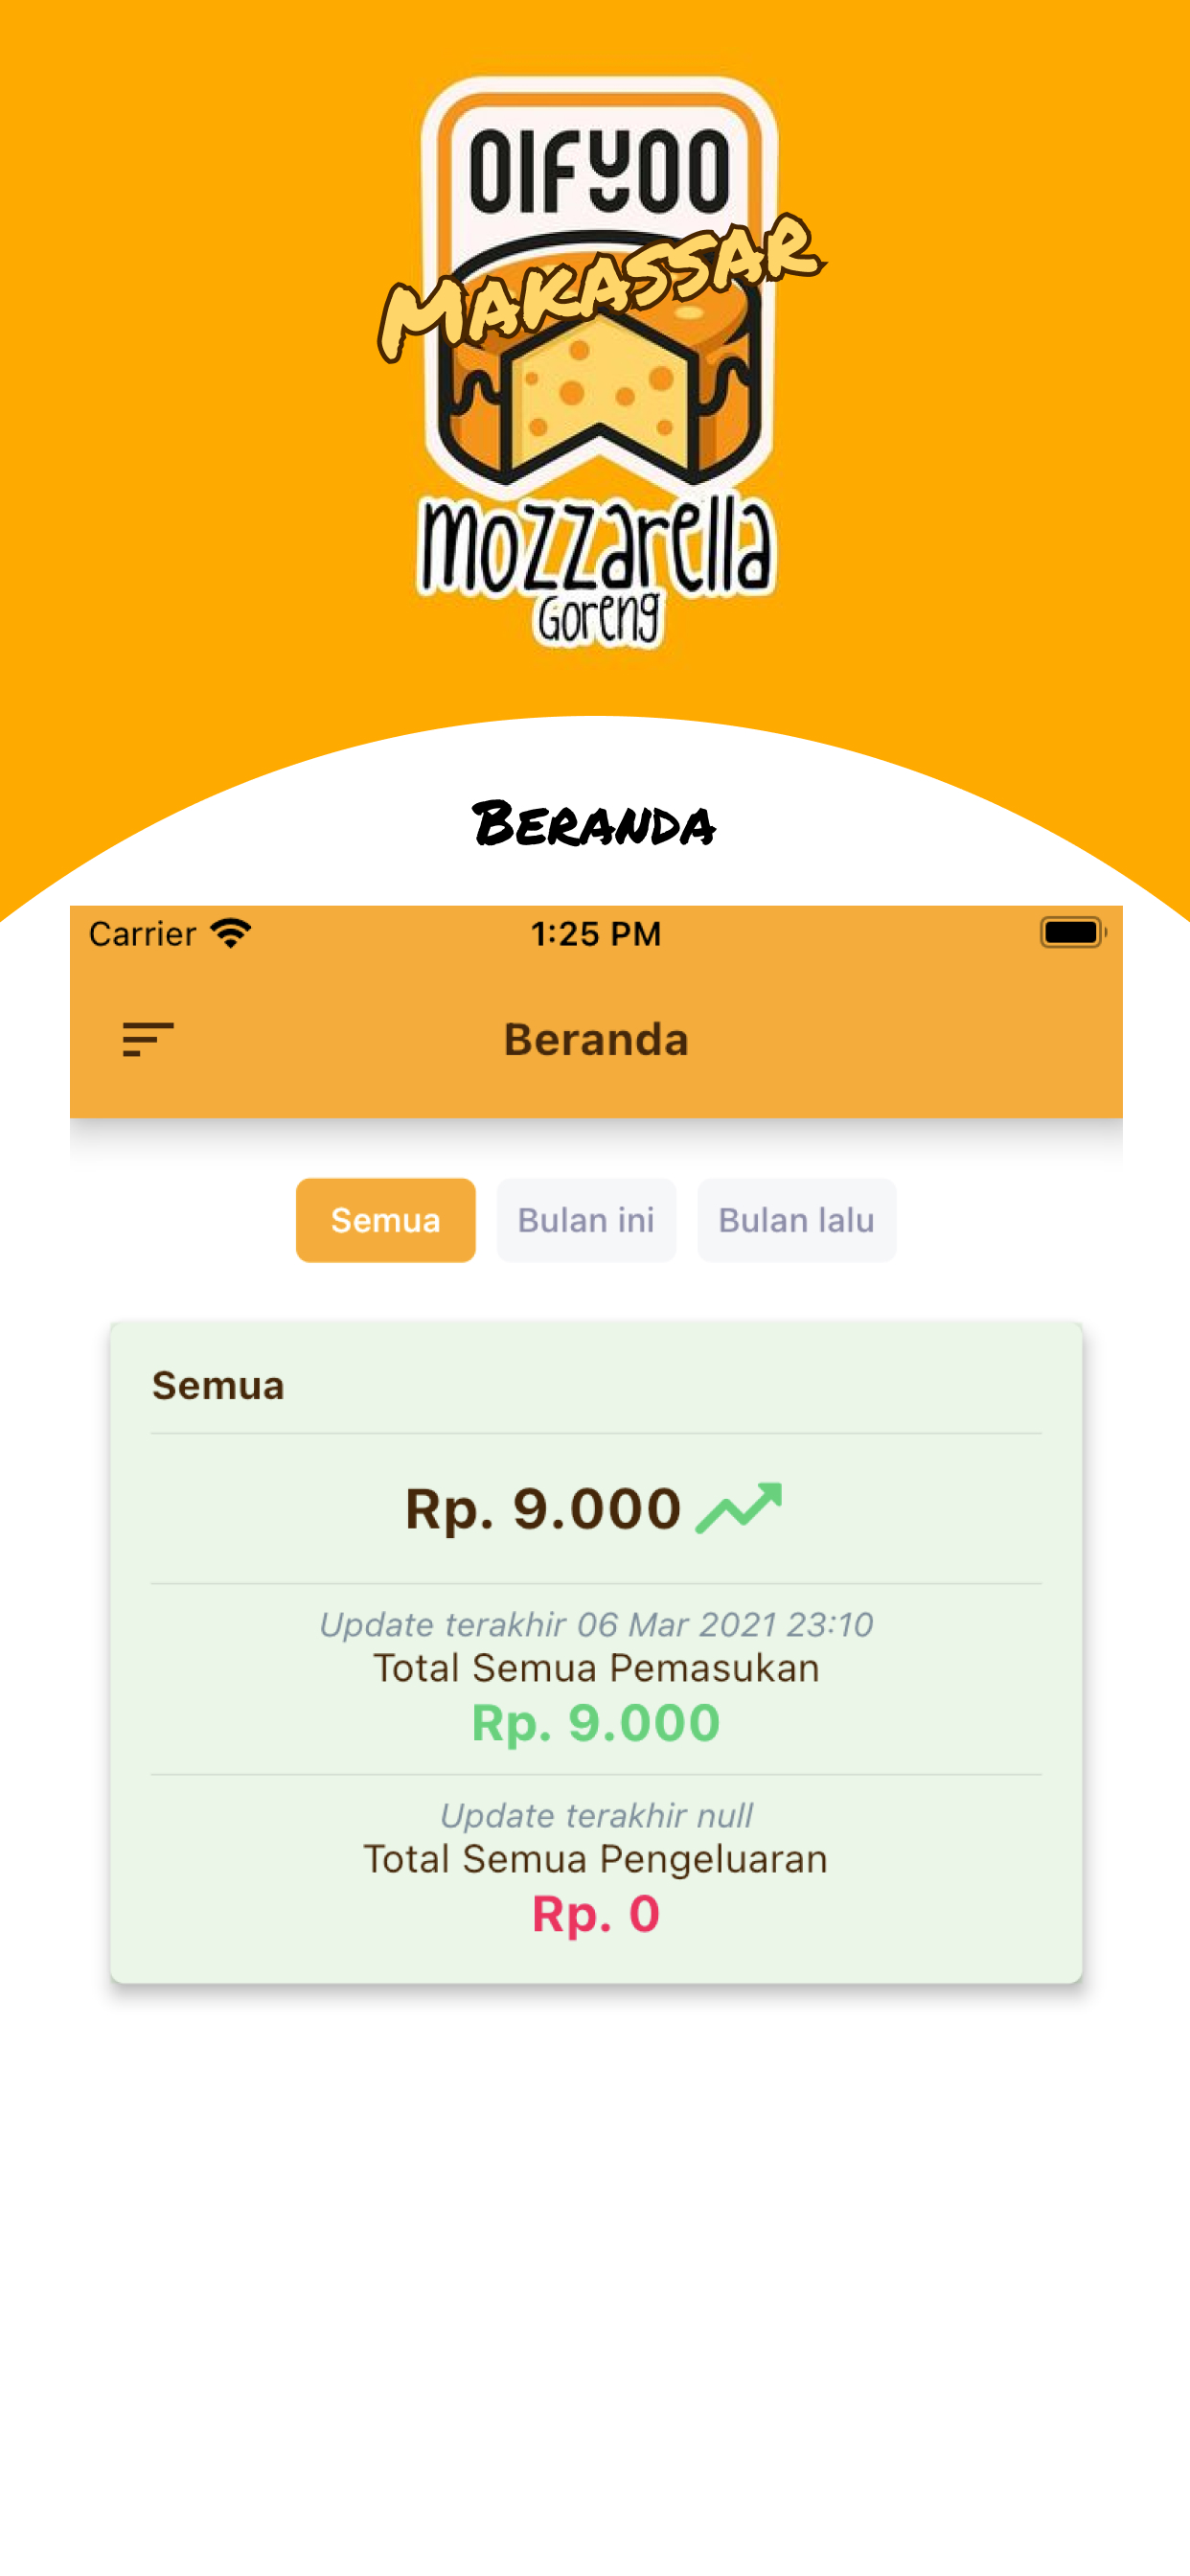 OIFYOO
MAKASSAR
mozzarella
Goreng
BERANDA
Carrier 1:25 PM
Beranda
Semua Bulan ini Bulan lalu
Semua
Rp. 9.000
Update terakhir 06 Mar 2021 23:10
Total Semua Pemasukan
Rp. 9.000
Update terakhir null
Total Semua Pengeluaran
Rp. 0